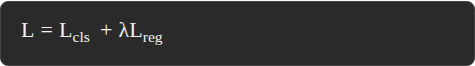 L = L_cls + λL_reg